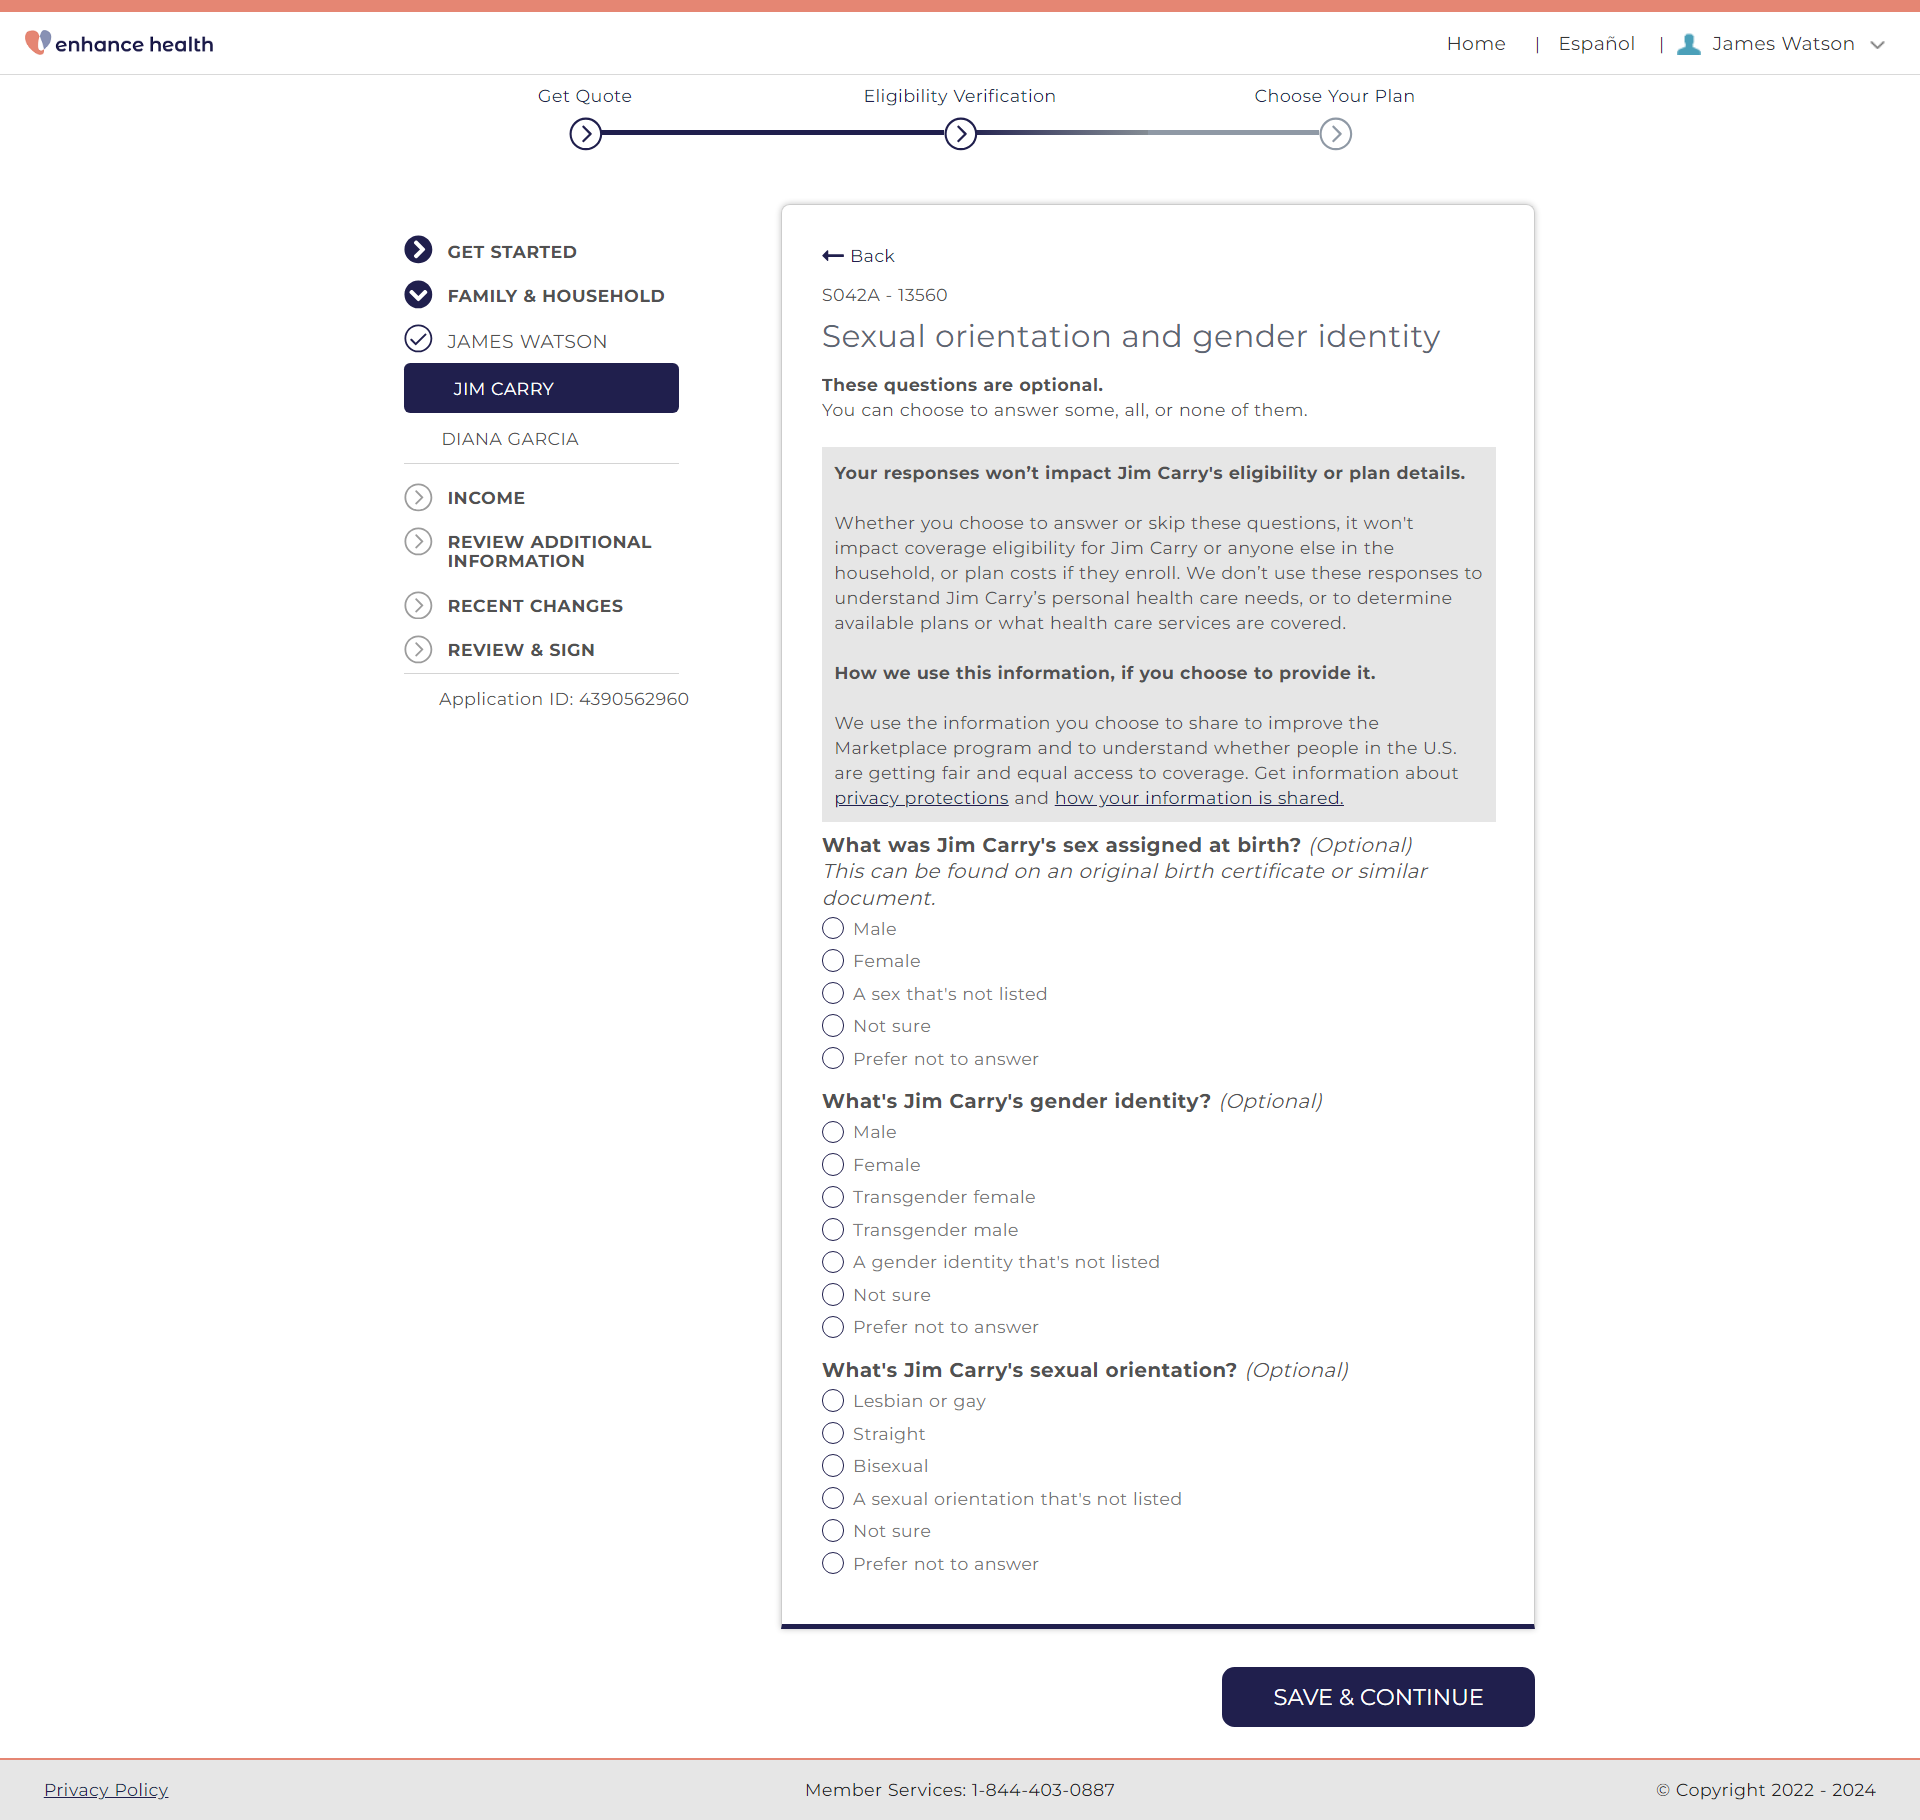 enhance health
Home | Español | James Watson
Get Quote
Eligibility Verification
Choose Your Plan
GET STARTED
FAMILY & HOUSEHOLD
JAMES WATSON
JIM CARRY
DIANA GARCIA
INCOME
REVIEW ADDITIONAL
INFORMATION
RECENT CHANGES
REVIEW & SIGN
Application ID: 4390562960
Back
S042A - 13560
Sexual orientation and gender identity
These questions are optional.
You can choose to answer some, all, or none of them.
Your responses won’t impact Jim Carry's eligibility or plan details.
Whether you choose to answer or skip these questions, it won't
impact coverage eligibility for Jim Carry or anyone else in the
household, or plan costs if they enroll. We don’t use these responses to
understand Jim Carry’s personal health care needs, or to determine
available plans or what health care services are covered.
How we use this information, if you choose to provide it.
We use the information you choose to share to improve the
Marketplace program and to understand whether people in the U.S.
are getting fair and equal access to coverage. Get information about
privacy protections and how your information is shared.
What was Jim Carry's sex assigned at birth? (Optional)
This can be found on an original birth certificate or similar
document.
Male
Female
A sex that's not listed
Not sure
Prefer not to answer
What's Jim Carry's gender identity? (Optional)
Male
Female
Transgender female
Transgender male
A gender identity that's not listed
Not sure
Prefer not to answer
What's Jim Carry's sexual orientation? (Optional)
Lesbian or gay
Straight
Bisexual
A sexual orientation that's not listed
Not sure
Prefer not to answer
SAVE & CONTINUE
Privacy Policy
Member Services: 1-844-403-0887
© Copyright 2022 - 2024